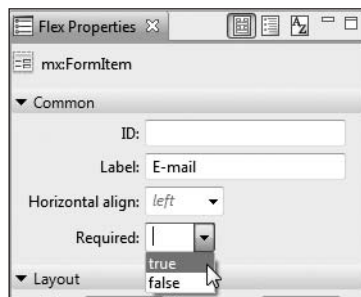 Flex Properties
mx:FormItem
Common
ID:
Label: E-mail
Horizontal align: left
Required:
true
false
Layout